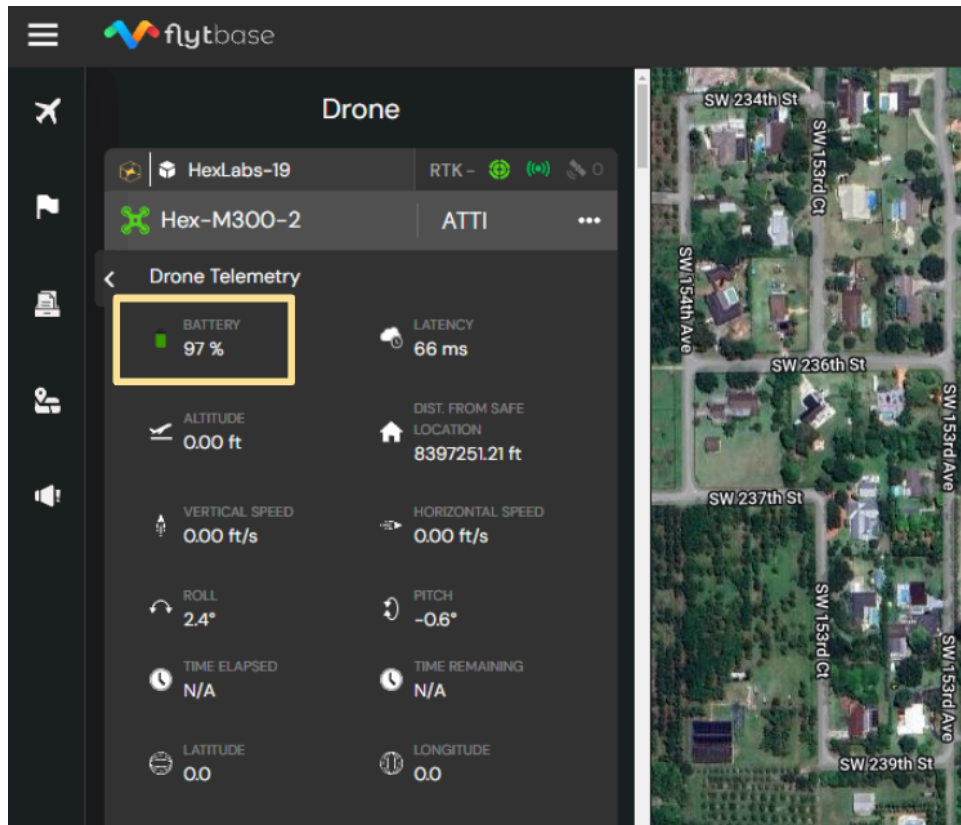 flytbase
Drone
HexLabs-19
RTK - 0
Hex-M300-2
ATTI
Drone Telemetry
BATTERY
97 %
LATENCY
66 ms
ALTITUDE
0.00 ft
DIST. FROM SAFE
LOCATION
8397251.21 ft
VERTICAL SPEED
0.00 ft/s
HORIZONTAL SPEED
0.00 ft/s
ROLL
2.4°
PITCH
-0.6°
TIME ELAPSED
N/A
TIME REMAINING
N/A
LATITUDE
0.0
LONGITUDE
0.0
SW 234th St
SW 153rd Ct
SW 154th Ave
SW 236th St
SW 153rd Ave
SW 237th St
SW 153rd Ct
SW 153rd Ave
SW 239th St